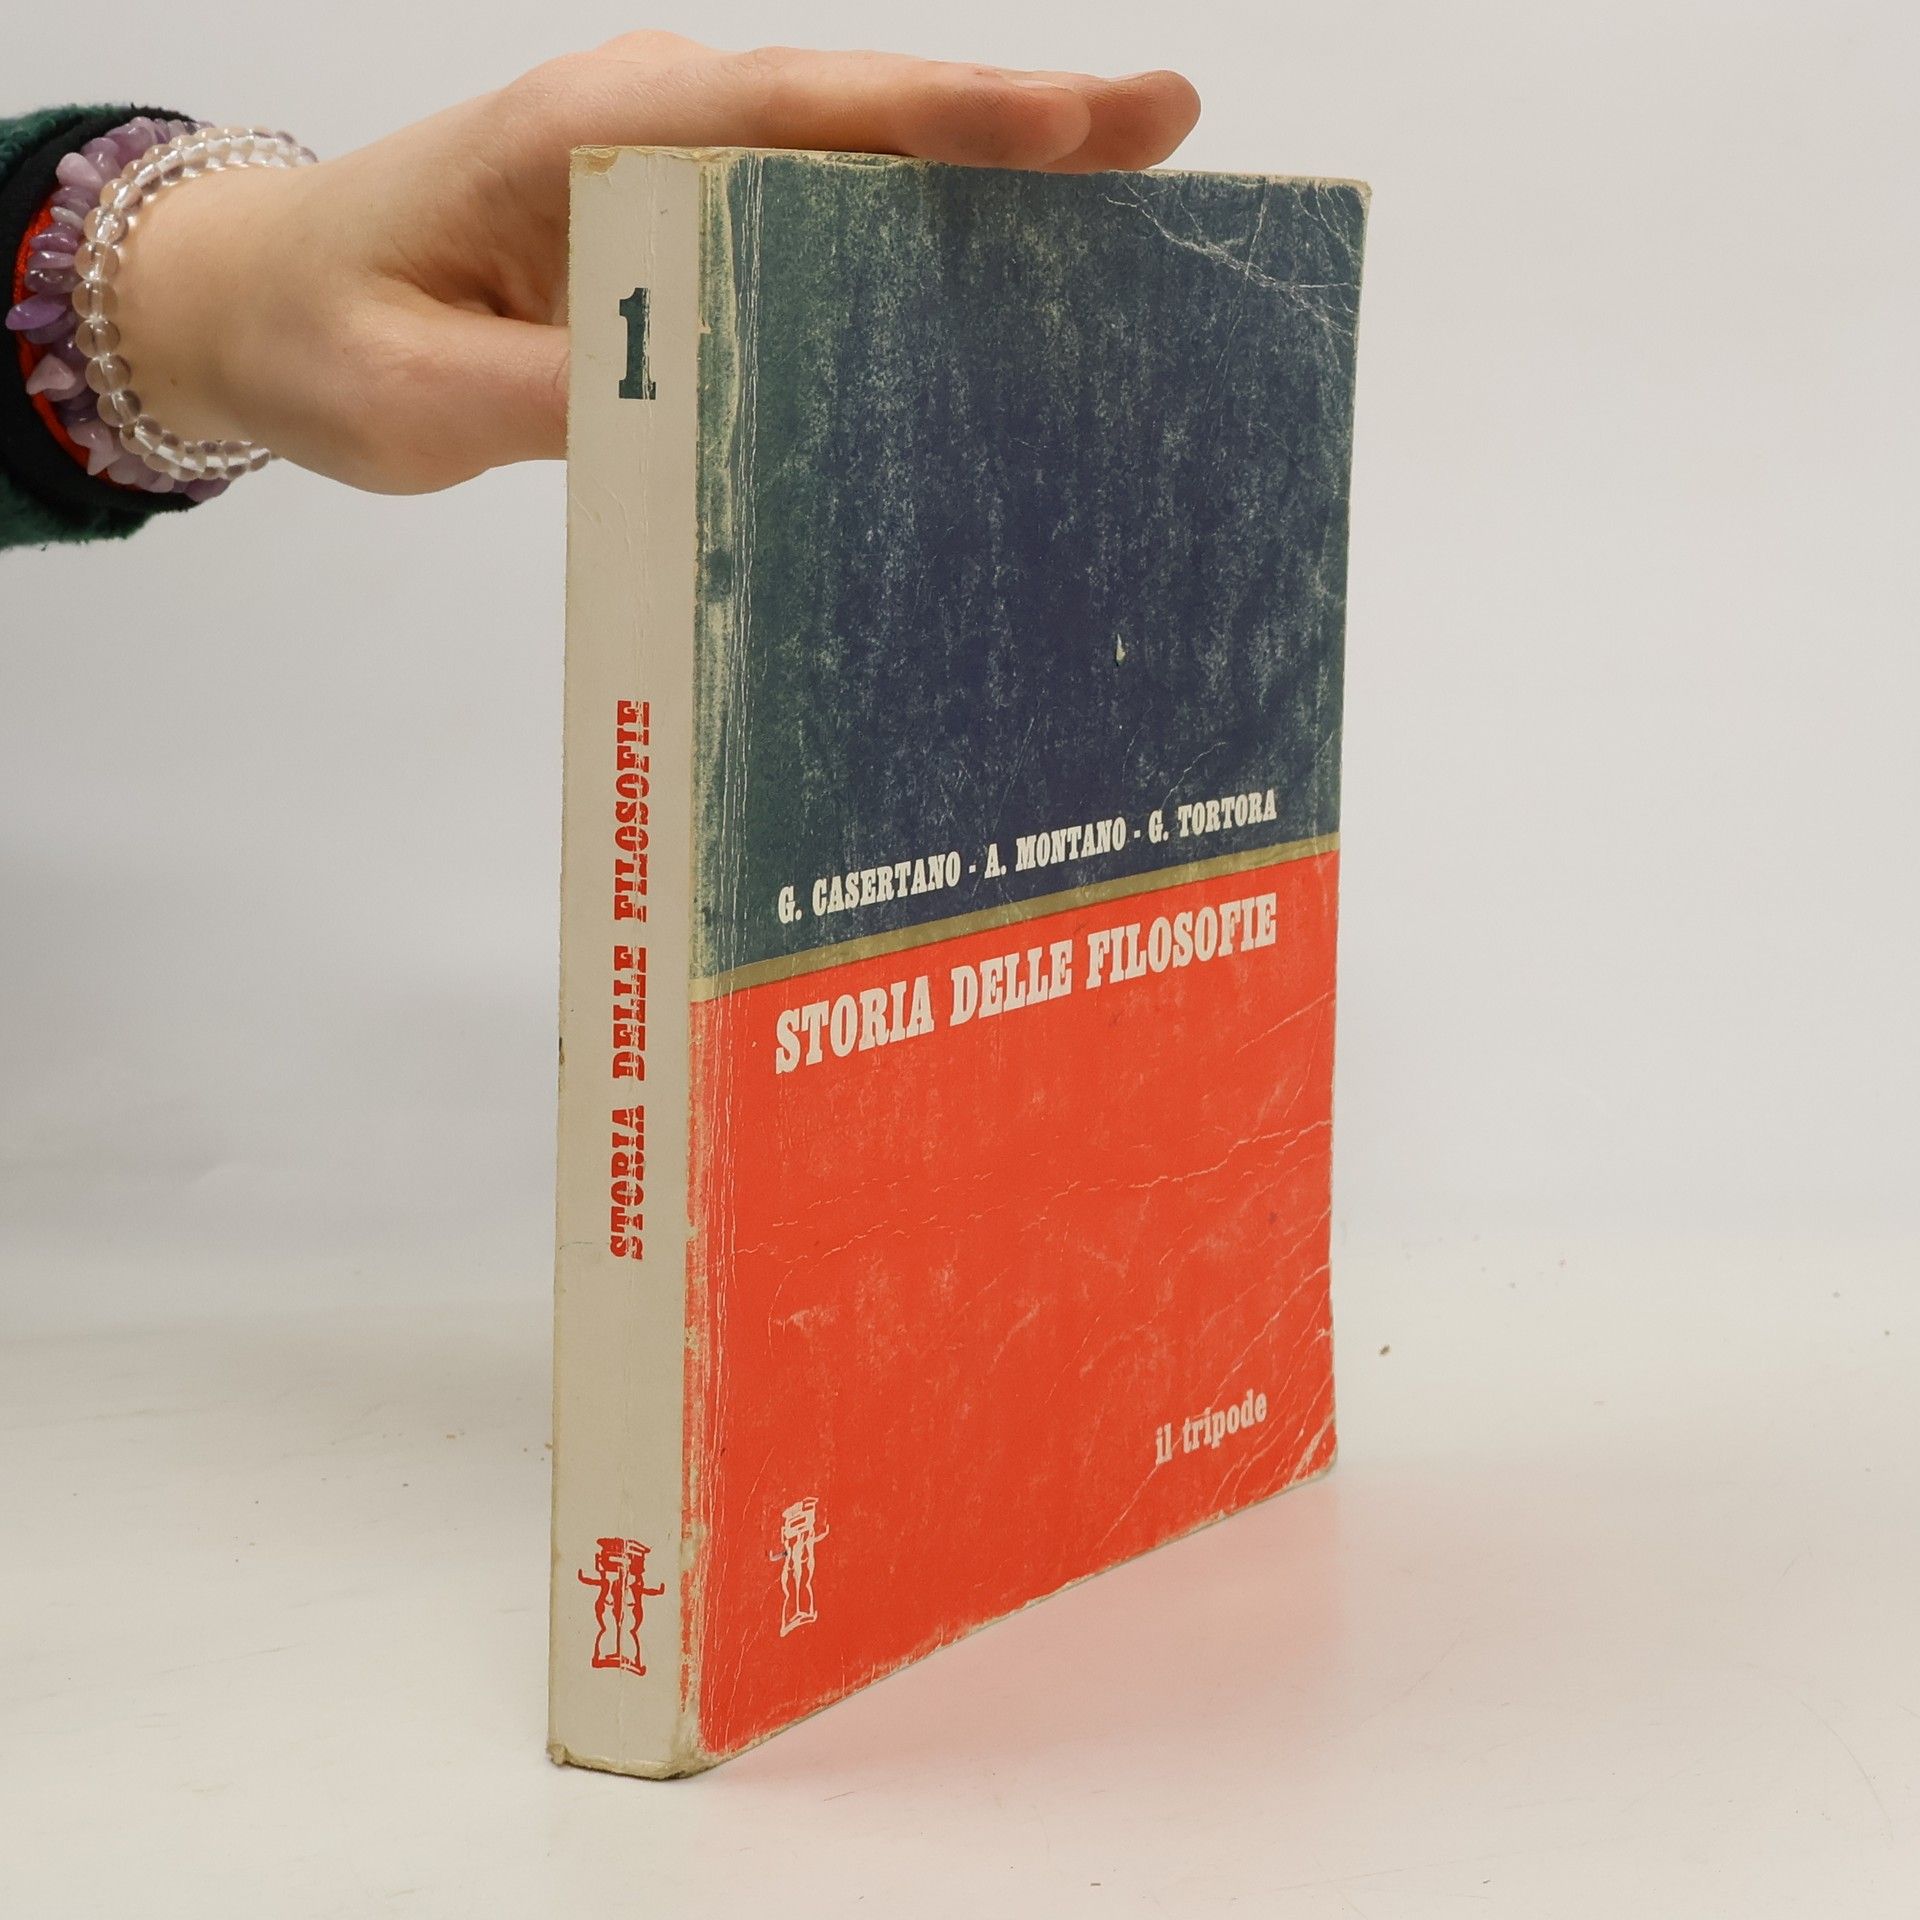 1
STORIA DELLE FILOSOFIE
G. CASERTANO - A. MONTANO - G. TORTORA
STORIA DELLE FILOSOFIE
il tripode